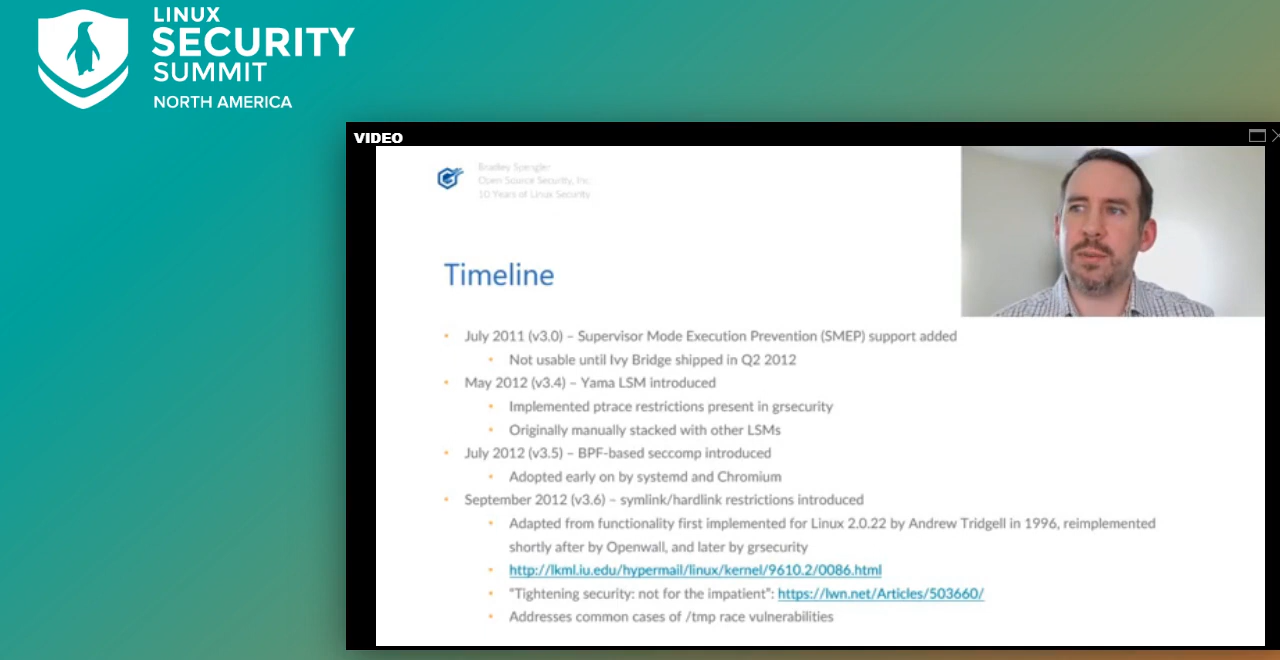 LINUX
SECURITY
SUMMIT
NORTH AMERICA
VIDEO
Bradley Spengler
Open Source Security, Inc.
10 Years of Linux Security
Timeline
• July 2011 (v3.0) – Supervisor Mode Execution Prevention (SMEP) support added
• Not usable until Ivy Bridge shipped in Q2 2012
• May 2012 (v3.4) – Yama LSM introduced
• Implemented ptrace restrictions present in grsecurity
• Originally manually stacked with other LSMs
• July 2012 (v3.5) – BPF-based seccomp introduced
• Adopted early on by systemd and Chromium
• September 2012 (v3.6) – symlink/hardlink restrictions introduced
• Adapted from functionality first implemented for Linux 2.0.22 by Andrew Tridgell in 1996, reimplemented
shortly after by Openwall, and later by grsecurity
• http://lkml.iu.edu/hypermail/linux/kernel/9610.2/0086.html
• "Tightening security: not for the impatient": https://lwn.net/Articles/503660/
• Addresses common cases of /tmp race vulnerabilities